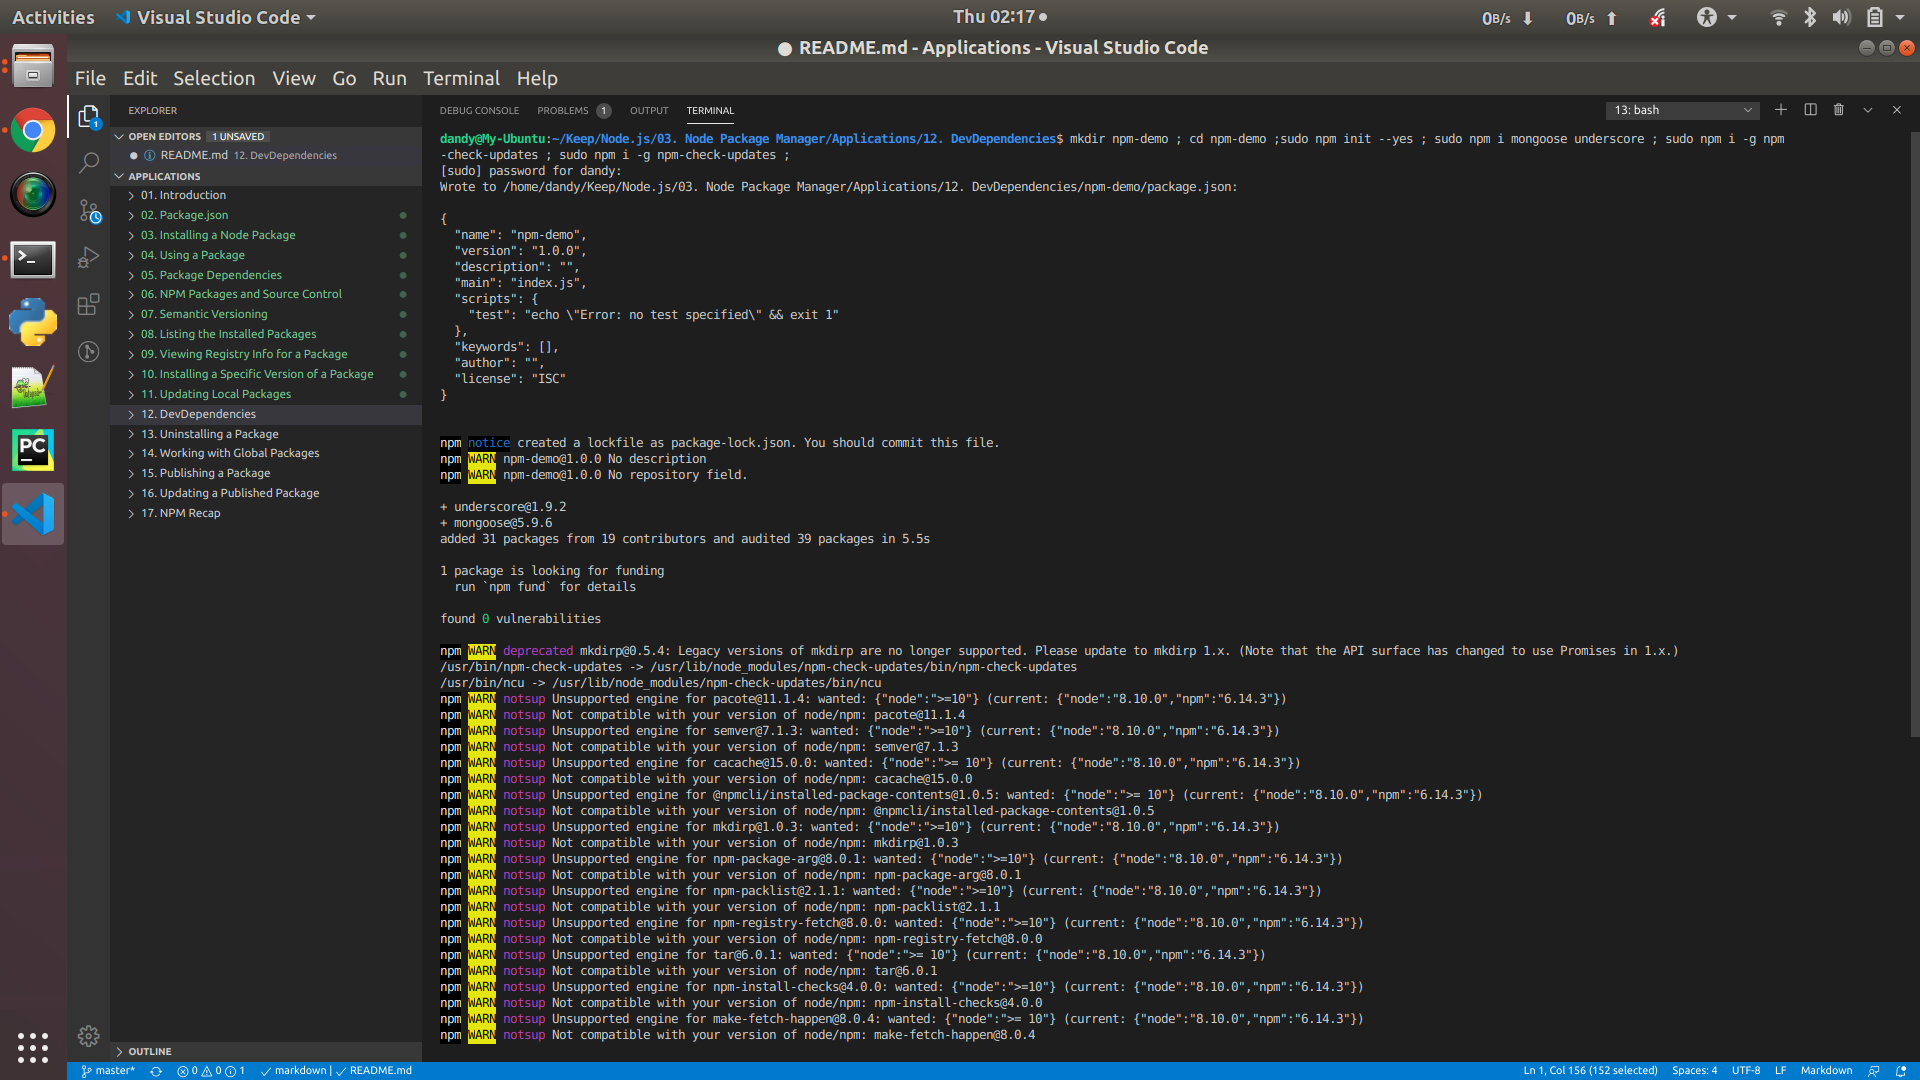 Activities
Visual Studio Code
Thu 02:17
0B/s
0B/s
README.md - Applications - Visual Studio Code
File Edit Selection View Go Run Terminal Help
EXPLORER
OPEN EDITORS 1 UNSAVED
README.md 12. DevDependencies
APPLICATIONS
01. Introduction
02. Package.json
03. Installing a Node Package
04. Using a Package
05. Package Dependencies
06. NPM Packages and Source Control
07. Semantic Versioning
08. Listing the Installed Packages
09. Viewing Registry Info for a Package
10. Installing a Specific Version of a Package
11. Updating Local Packages
12. DevDependencies
13. Uninstalling a Package
14. Working with Global Packages
15. Publishing a Package
16. Updating a Published Package
17. NPM Recap
OUTLINE
DEBUG CONSOLE PROBLEMS 1 OUTPUT TERMINAL
13: bash
dandy@My-Ubuntu:~/Keep/Node.js/03. Node Package Manager/Applications/12. DevDependencies$ mkdir npm-demo ; cd npm-demo ;sudo npm init --yes ; sudo npm i mongoose underscore ; sudo npm i -g npm
-check-updates ; sudo npm i -g npm-check-updates ;
[sudo] password for dandy:
Wrote to /home/dandy/Keep/Node.js/03. Node Package Manager/Applications/12. DevDependencies/npm-demo/package.json:
{
"name": "npm-demo",
"version": "1.0.0",
"description": "",
"main": "index.js",
"scripts": {
"test": "echo \"Error: no test specified\" && exit 1"
},
"keywords": [],
"author": "",
"license": "ISC"
}
npm notice created a lockfile as package-lock.json. You should commit this file.
npm WARN npm-demo@1.0.0 No description
npm WARN npm-demo@1.0.0 No repository field.
+ underscore@1.9.2
+ mongoose@5.9.6
added 31 packages from 19 contributors and audited 39 packages in 5.5s
1 package is looking for funding
run `npm fund` for details
found 0 vulnerabilities
npm WARN deprecated mkdirp@0.5.4: Legacy versions of mkdirp are no longer supported. Please update to mkdirp 1.x. (Note that the API surface has changed to use Promises in 1.x.)
/usr/bin/npm-check-updates -> /usr/lib/node_modules/npm-check-updates/bin/npm-check-updates
/usr/bin/ncu -> /usr/lib/node_modules/npm-check-updates/bin/ncu
npm WARN notsup Unsupported engine for pacote@11.1.4: wanted: {"node":">=10"} (current: {"node":"8.10.0","npm":"6.14.3"})
npm WARN notsup Not compatible with your version of node/npm: pacote@11.1.4
npm WARN notsup Unsupported engine for semver@7.1.3: wanted: {"node":">=10"} (current: {"node":"8.10.0","npm":"6.14.3"})
npm WARN notsup Not compatible with your version of node/npm: semver@7.1.3
npm WARN notsup Unsupported engine for cacache@15.0.0: wanted: {"node":">= 10"} (current: {"node":"8.10.0","npm":"6.14.3"})
npm WARN notsup Not compatible with your version of node/npm: cacache@15.0.0
npm WARN notsup Unsupported engine for @npmcli/installed-package-contents@1.0.5: wanted: {"node":">= 10"} (current: {"node":"8.10.0","npm":"6.14.3"})
npm WARN notsup Not compatible with your version of node/npm: @npmcli/installed-package-contents@1.0.5
npm WARN notsup Unsupported engine for mkdirp@1.0.3: wanted: {"node":">=10"} (current: {"node":"8.10.0","npm":"6.14.3"})
npm WARN notsup Not compatible with your version of node/npm: mkdirp@1.0.3
npm WARN notsup Unsupported engine for npm-package-arg@8.0.1: wanted: {"node":">=10"} (current: {"node":"8.10.0","npm":"6.14.3"})
npm WARN notsup Not compatible with your version of node/npm: npm-package-arg@8.0.1
npm WARN notsup Unsupported engine for npm-packlist@2.1.1: wanted: {"node":">=10"} (current: {"node":"8.10.0","npm":"6.14.3"})
npm WARN notsup Not compatible with your version of node/npm: npm-packlist@2.1.1
npm WARN notsup Unsupported engine for npm-registry-fetch@8.0.0: wanted: {"node":">=10"} (current: {"node":"8.10.0","npm":"6.14.3"})
npm WARN notsup Not compatible with your version of node/npm: npm-registry-fetch@8.0.0
npm WARN notsup Unsupported engine for tar@6.0.1: wanted: {"node":">= 10"} (current: {"node":"8.10.0","npm":"6.14.3"})
npm WARN notsup Not compatible with your version of node/npm: tar@6.0.1
npm WARN notsup Unsupported engine for npm-install-checks@4.0.0: wanted: {"node":">=10"} (current: {"node":"8.10.0","npm":"6.14.3"})
npm WARN notsup Not compatible with your version of node/npm: npm-install-checks@4.0.0
npm WARN notsup Unsupported engine for make-fetch-happen@8.0.4: wanted: {"node":">= 10"} (current: {"node":"8.10.0","npm":"6.14.3"})
npm WARN notsup Not compatible with your version of node/npm: make-fetch-happen@8.0.4
master* 0 0 1 markdown | README.md
Ln 1, Col 156 (152 selected) Spaces: 4 UTF-8 LF Markdown